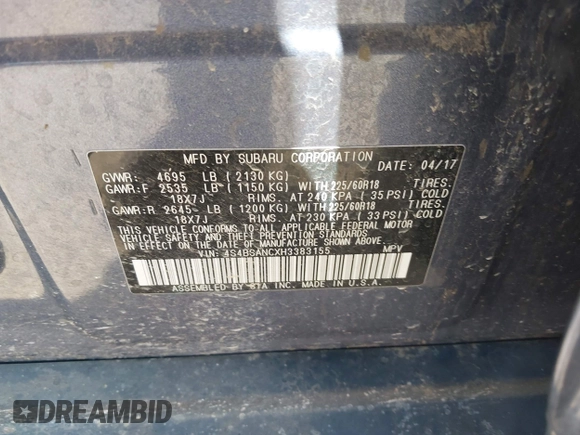 MFD BY SUBARU CORPORATION DATE: 04/17
GVWR: 4695 LB (2130 KG)
GAWR:F 2535 LB (1150 KG) WITH 225/60R18 TIRES.
18X7J RIMS. AT 240 KPA ( 35 PSI) COLD
GAWR:R 2645 LB (1200 KG) WITH 225/60R18 TIRES.
18X7J RIMS. AT 230 KPA ( 33 PSI) COLD
THIS VEHICLE CONFORMS TO ALL APPLICABLE FEDERAL MOTOR
VEHICLE SAFETY AND THEFT PREVENTION STANDARDS
IN EFFECT ON THE DATE OF MANUFACTURE SHOWN ABOVE.
VIN: 4S4BSANCXH3383155 MPV
ASSEMBLED BY SIA INC. MADE IN U.S.A.
DREAMBID